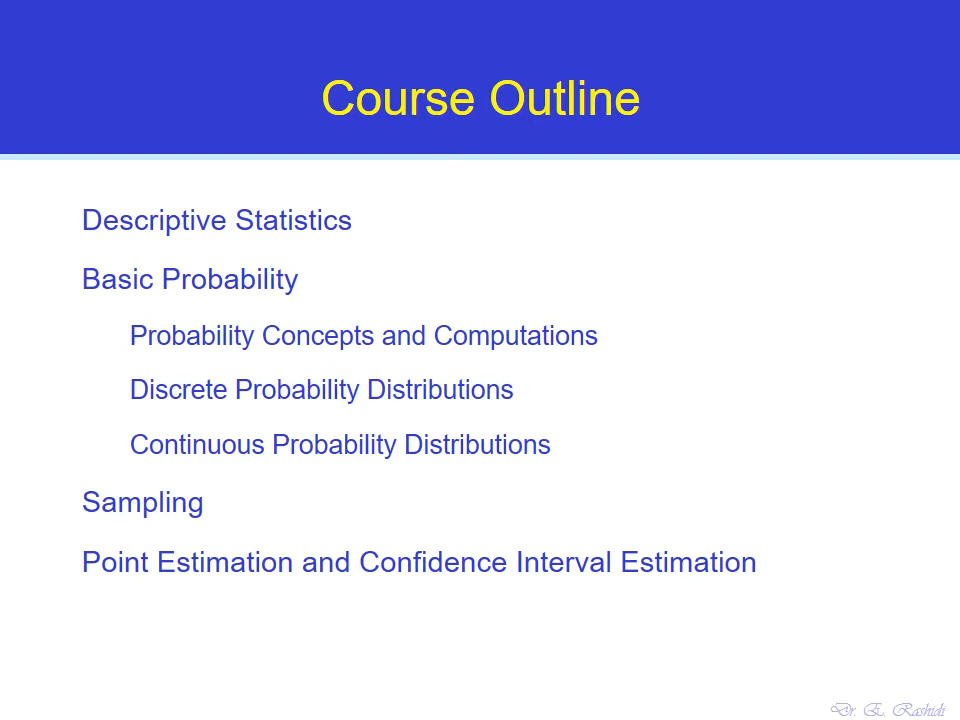 Course Outline
Descriptive Statistics
Basic Probability
Probability Concepts and Computations
Discrete Probability Distributions
Continuous Probability Distributions
Sampling
Point Estimation and Confidence Interval Estimation
Dr. E. Rashidi